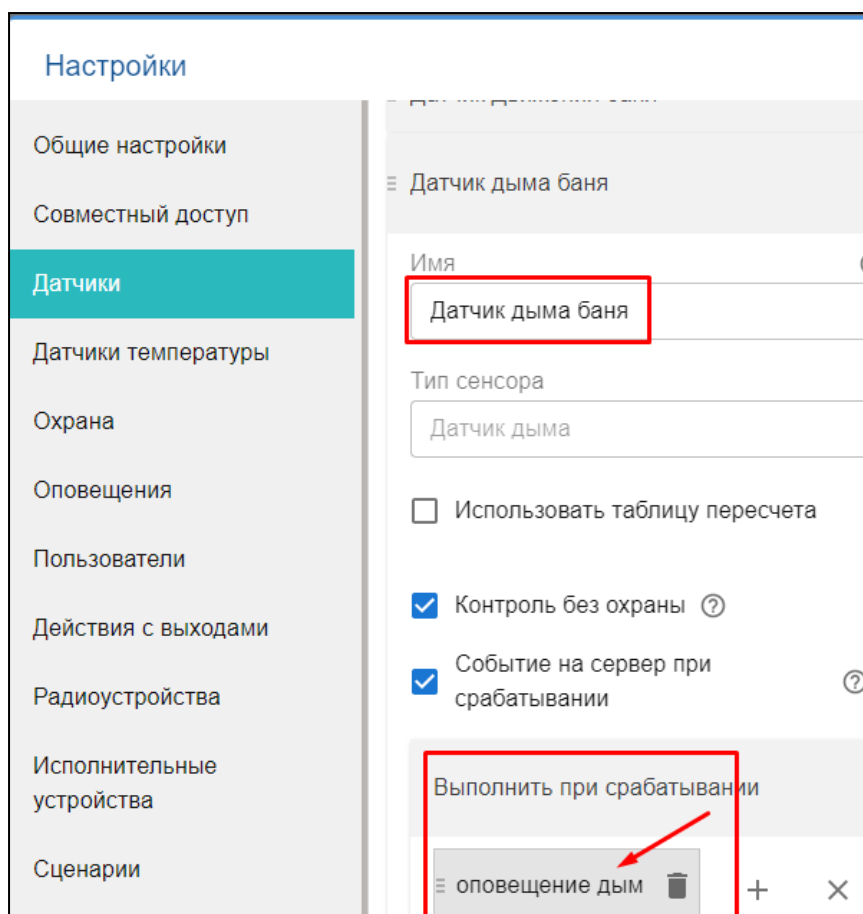 Настройки
Общие настройки
Совместный доступ
Датчики
Датчики температуры
Охрана
Оповещения
Пользователи
Действия с выходами
Радиоустройства
Исполнительные
устройства
Сценарии
Датчик дыма баня
Имя
Датчик дыма баня
Тип сенсора
Датчик дыма
Использовать таблицу пересчета
Контроль без охраны
Событие на сервер при
срабатывании
Выполнить при срабатывании
оповещение дым